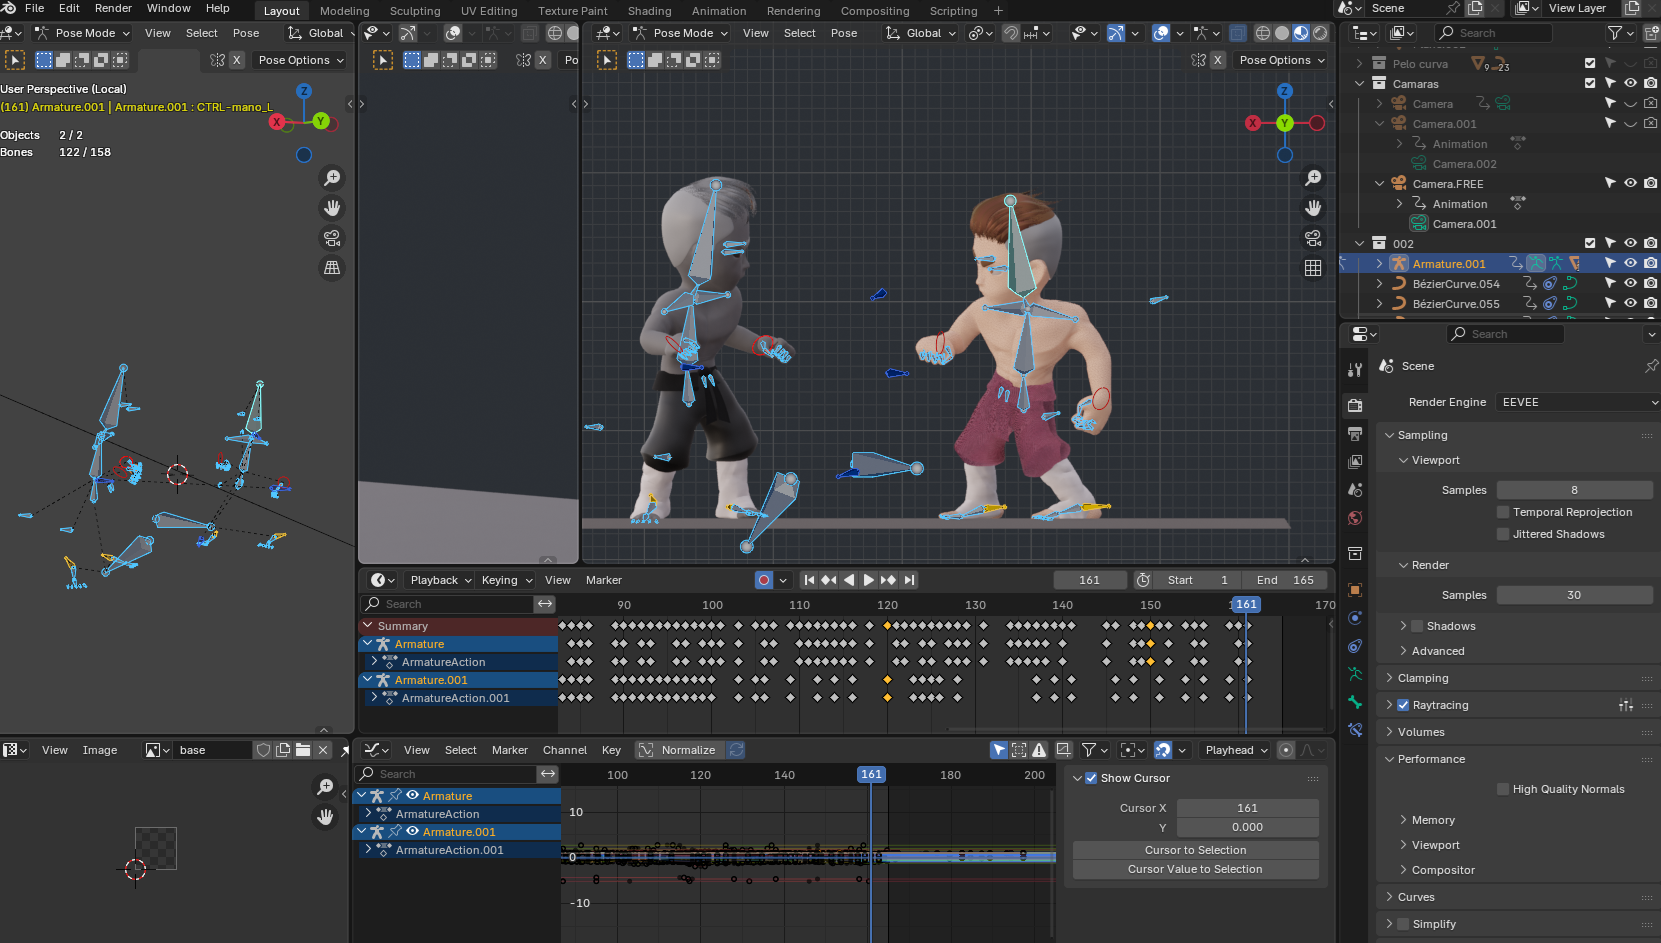 File Edit Render Window Help Layout Modeling Sculpting UV Editing Texture Paint Shading Animation Rendering Compositing Scripting + Scene View Layer
Pose Mode View Select Pose Global
Pose Mode View Select Pose Global
Search
Pose Options
Po
Pose Options
User Perspective (Local)
(161) Armature.001 | Armature.001 : CTRL-mano_L
Objects 2 / 2
Bones 122 / 158
Z
X
Y
Z
X
Y
Pelo curva 9 23
Camaras
Camera
Camera.001
Animation
Camera.002
Camera.FREE
Animation
Camera.001
002
Armature.001
BézierCurve.054
BézierCurve.055
Search
Scene
Render Engine EEVEE
Sampling
Viewport
Samples 8
Temporal Reprojection
Jittered Shadows
Render
Samples 30
Shadows
Advanced
Clamping
Raytracing
Volumes
Performance
High Quality Normals
Memory
Viewport
Compositor
Curves
Simplify
Playback Keying View Marker 161 Start 1 End 165
Search 90 100 110 120 130 140 150 161 170
Summary
Armature
ArmatureAction
Armature.001
ArmatureAction.001
View Image base
View Select Marker Channel Key Normalize Playhead
Search 100 120 140 161 180 200
Armature
ArmatureAction
Armature.001
ArmatureAction.001
10
0
-10
Show Cursor
Cursor X 161
Y 0.000
Cursor to Selection
Cursor Value to Selection